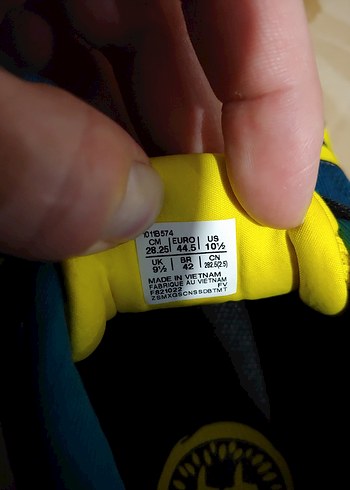 1011B574
CM EURO US
28.25 44.5 10½
UK BR CN
9½ 42 282.5(2.5)
MADE IN VIETNAM
FABRIQUE AU VIETNAM
F821022 FV
ZSMXGSCNSSDBTMT